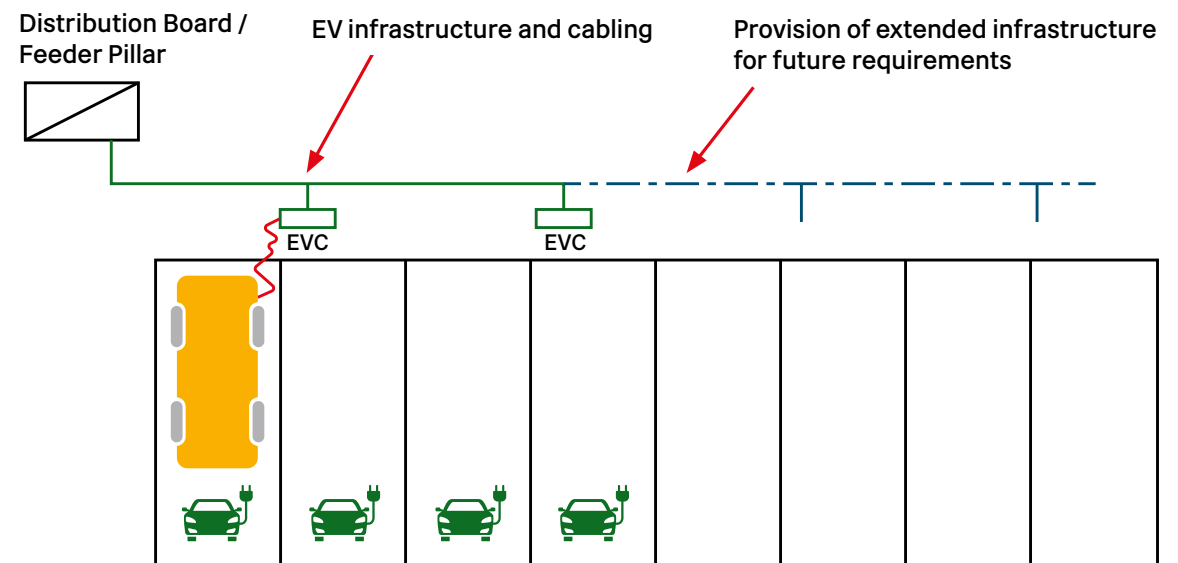 Distribution Board /
Feeder Pillar
EV infrastructure and cabling
Provision of extended infrastructure
for future requirements
EVC
EVC